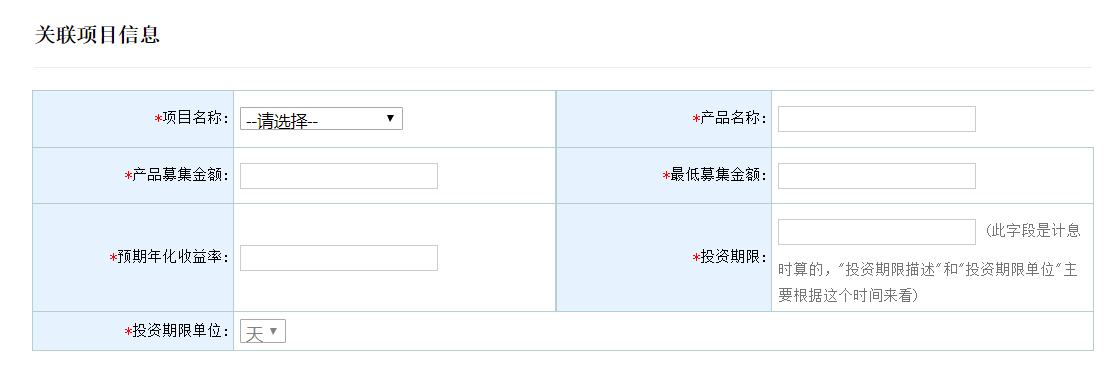 关联项目信息
*项目名称: --请选择-- *产品名称:
*产品募集金额: *最低募集金额:
*预期年化收益率: *投资期限: (此字段是计息
时算的,"投资期限描述"和"投资期限单位"主
要根据这个时间来看)
*投资期限单位: 天